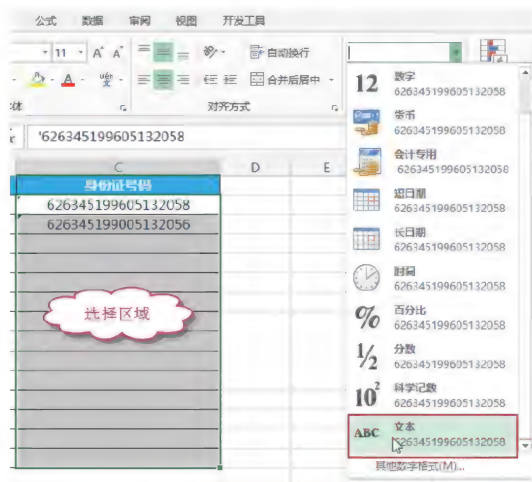 公式 数据 审阅 视图 开发工具
11 A A 自动换行
A 文 合并后居中
体 对齐方式
'626345199605132058
C D E
身份证号码
626345199605132058
626345199005132056
选择区域
12 数字
626345199605132058
货币
626345199605132058
会计专用
626345199605132058
短日期
626345199605132058
长日期
626345199605132058
时间
626345199605132058
% 百分比
626345199605132058
1/2 分数
626345199605132058
10² 科学记数
626345199605132058
ABC 文本
626345199605132058
其他数字格式(M)...